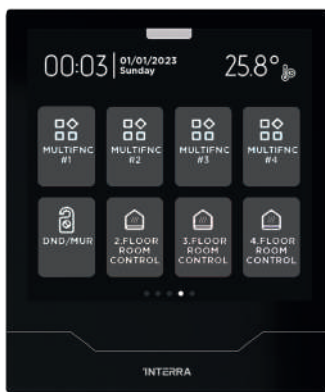 00:03
01/01/2023
Sunday
25.8°
MULTIFNC
#1
MULTIFNC
#2
MULTIFNC
#3
MULTIFNC
#4
DND/MUR
2.FLOOR
ROOM
CONTROL
3.FLOOR
ROOM
CONTROL
4.FLOOR
ROOM
CONTROL
INTERRA